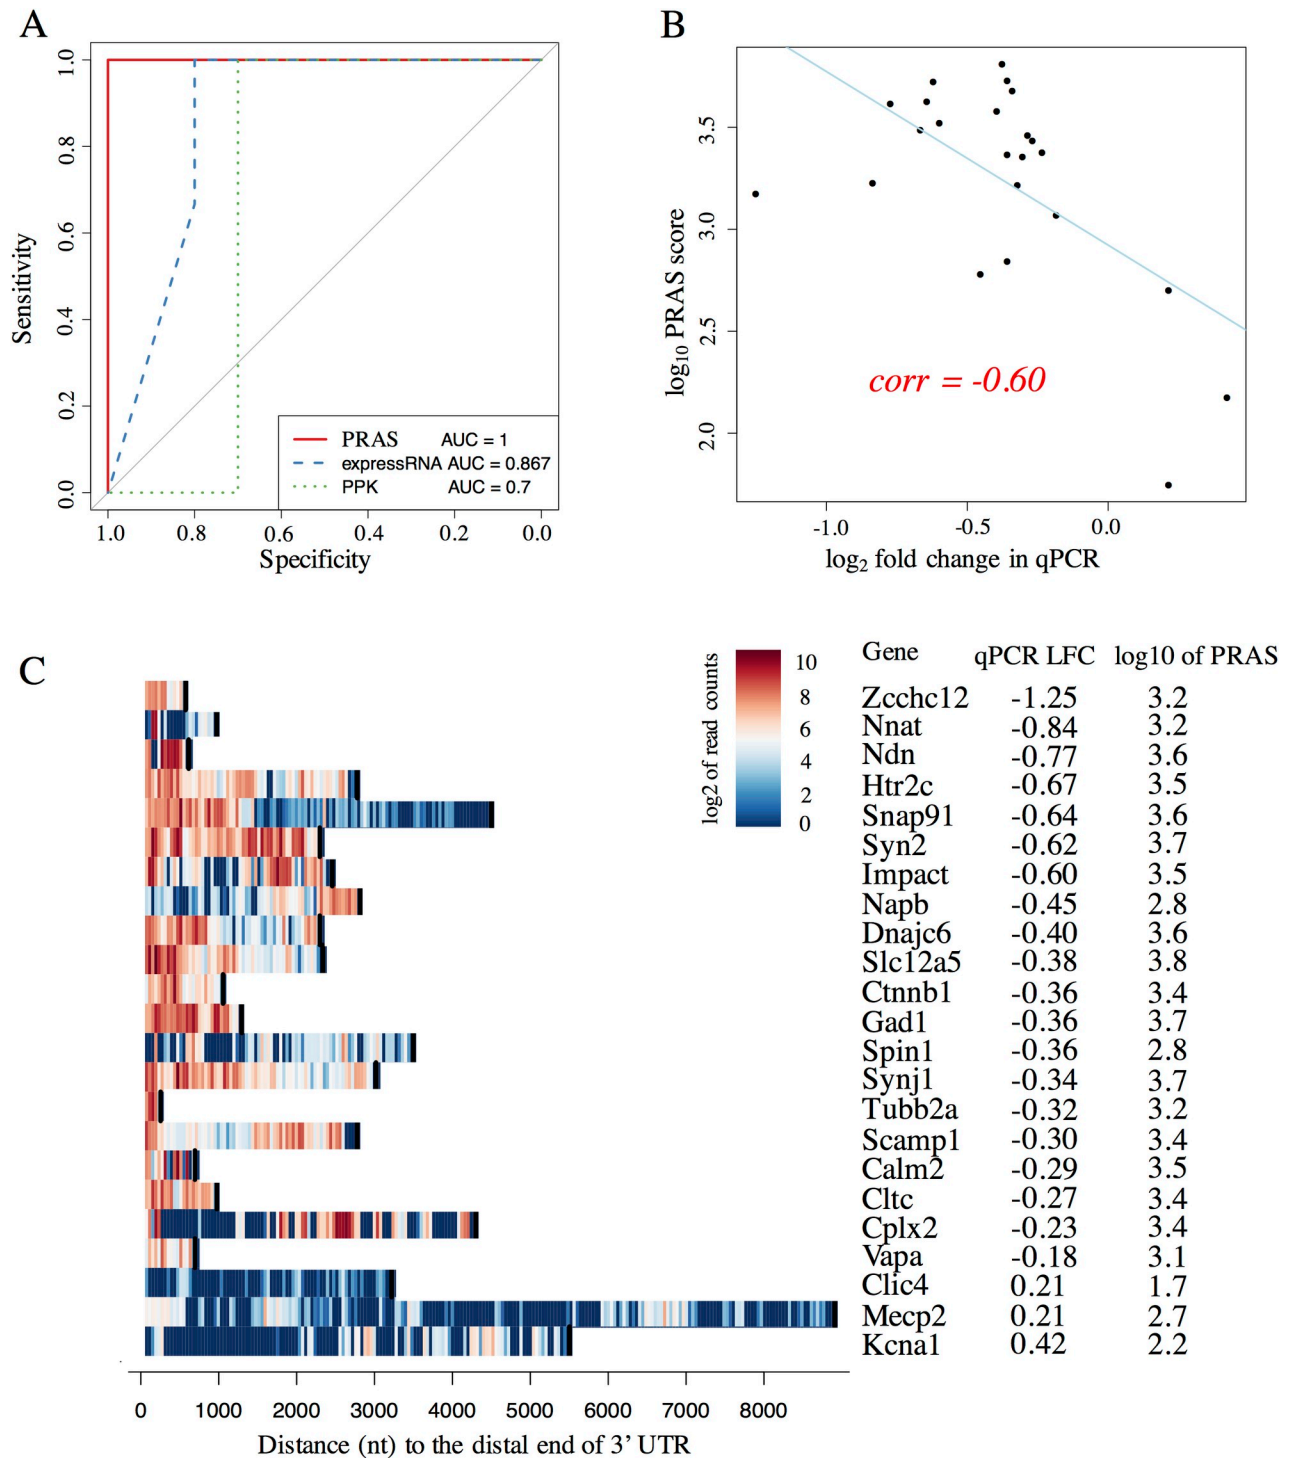 A
1.0
0.8
0.6
0.4
0.2
0.0
Sensitivity
PRAS AUC = 1
expressRNA AUC = 0.867
PPK AUC = 0.7
1.0 0.8 0.6 0.4 0.2 0.0
Specificity
B
3.5
3.0
2.5
2.0
log10 PRAS score
corr = -0.60
-1.0 -0.5 0.0
log2 fold change in qPCR
C
log2 of read counts
10
8
6
4
2
0
Gene qPCR LFC log10 of PRAS
Zcchc12 -1.25 3.2
Nnat -0.84 3.2
Ndn -0.77 3.6
Htr2c -0.67 3.5
Snap91 -0.64 3.6
Syn2 -0.62 3.7
Impact -0.60 3.5
Napb -0.45 2.8
Dnajc6 -0.40 3.6
Slc12a5 -0.38 3.8
Ctnnb1 -0.36 3.4
Gad1 -0.36 3.7
Spin1 -0.36 2.8
Synj1 -0.34 3.7
Tubb2a -0.32 3.2
Scamp1 -0.30 3.4
Calm2 -0.29 3.5
Cltc -0.27 3.4
Cplx2 -0.23 3.4
Vapa -0.18 3.1
Clic4 0.21 1.7
Mecp2 0.21 2.7
Kcna1 0.42 2.2
0 1000 2000 3000 4000 5000 6000 7000 8000
Distance (nt) to the distal end of 3' UTR